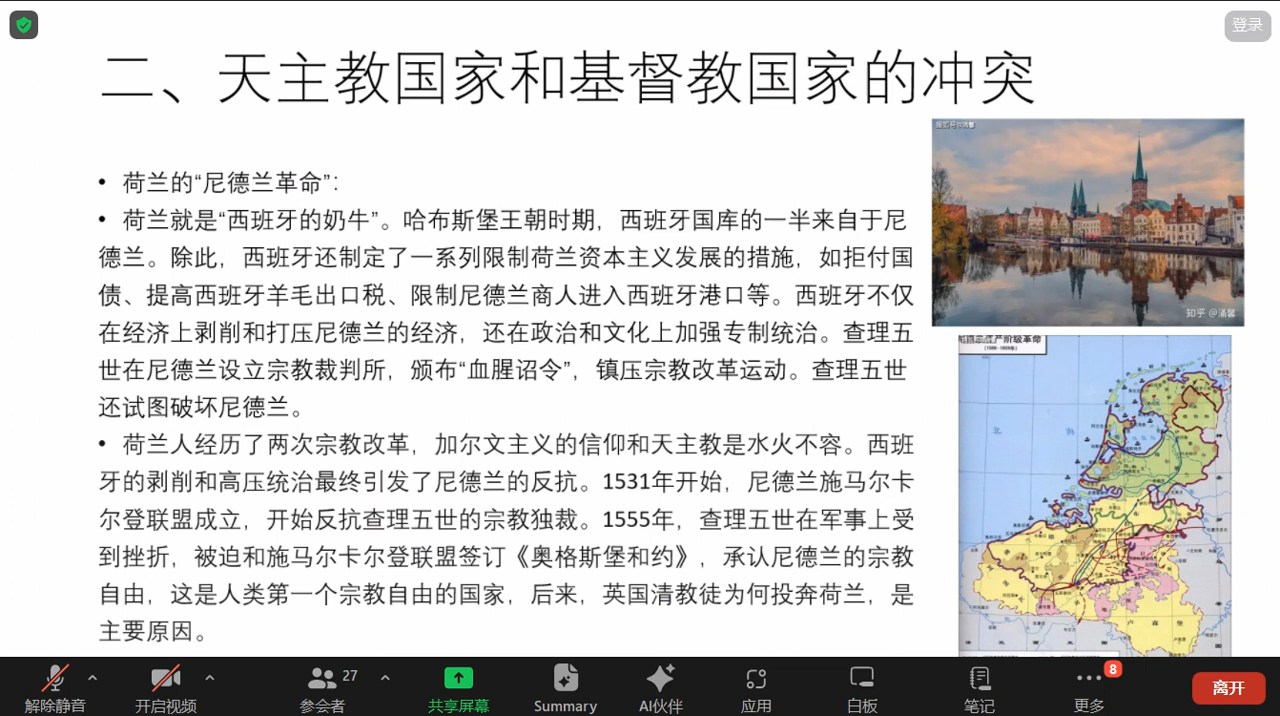 登录
二、天主教国家和基督教国家的冲突
• 荷兰的“尼德兰革命”：
• 荷兰就是“西班牙的奶牛”。哈布斯堡王朝时期，西班牙国库的一半来自于尼
德兰。除此，西班牙还制定了一系列限制荷兰资本主义发展的措施，如拒付国
债、提高西班牙羊毛出口税、限制尼德兰商人进入西班牙港口等。西班牙不仅
在经济上剥削和打压尼德兰的经济，还在政治和文化上加强专制统治。查理五
世在尼德兰设立宗教裁判所，颁布“血腥诏令”，镇压宗教改革运动。查理五世
还试图破坏尼德兰。
• 荷兰人经历了两次宗教改革，加尔文主义的信仰和天主教是水火不容。西班
牙的剥削和高压统治最终引发了尼德兰的反抗。1531年开始，尼德兰施马尔卡
尔登联盟成立，开始反抗查理五世的宗教独裁。1555年，查理五世在军事上受
到挫折，被迫和施马尔卡尔登联盟签订《奥格斯堡和约》，承认尼德兰的宗教
自由，这是人类第一个宗教自由的国家，后来，英国清教徒为何投奔荷兰，是
主要原因。
知乎 @涌馨
产阶级革命
解除静音
开启视频
27
参会者
共享屏幕
Summary
AI伙伴
应用
白板
笔记
8
更多
离开